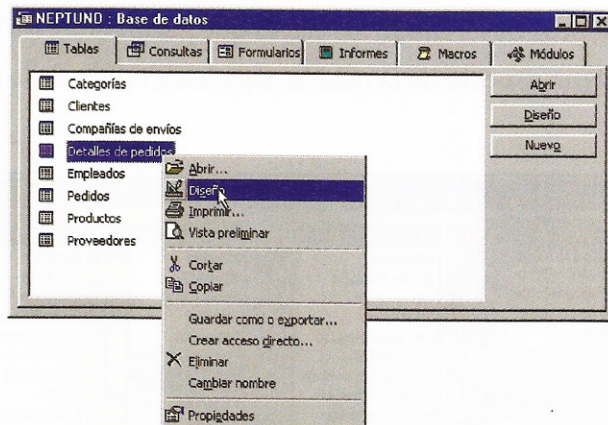 NEPTUNO : Base de datos
Tablas
Consultas
Formularios
Informes
Macros
Módulos
Categorías
Clientes
Compañías de envíos
Detalles de pedidos
Empleados
Pedidos
Productos
Proveedores
Abrir
Diseño
Nuevo
Abrir...
Diseño
Imprimir...
Vista preliminar
Cortar
Copiar
Guardar como o exportar...
Crear acceso directo...
Eliminar
Cambiar nombre
Propiedades